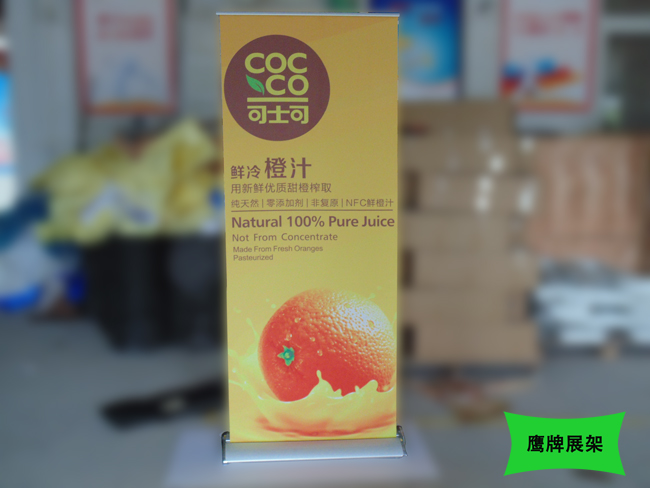 COC
CO
可士可
鲜冷橙汁
用新鲜优质甜橙榨取
纯天然|零添加剂|非复原|NFC鲜橙汁
Natural 100% Pure Juice
Not From Concentrate
Made From Fresh Oranges
Pasteurized
鹰牌展架